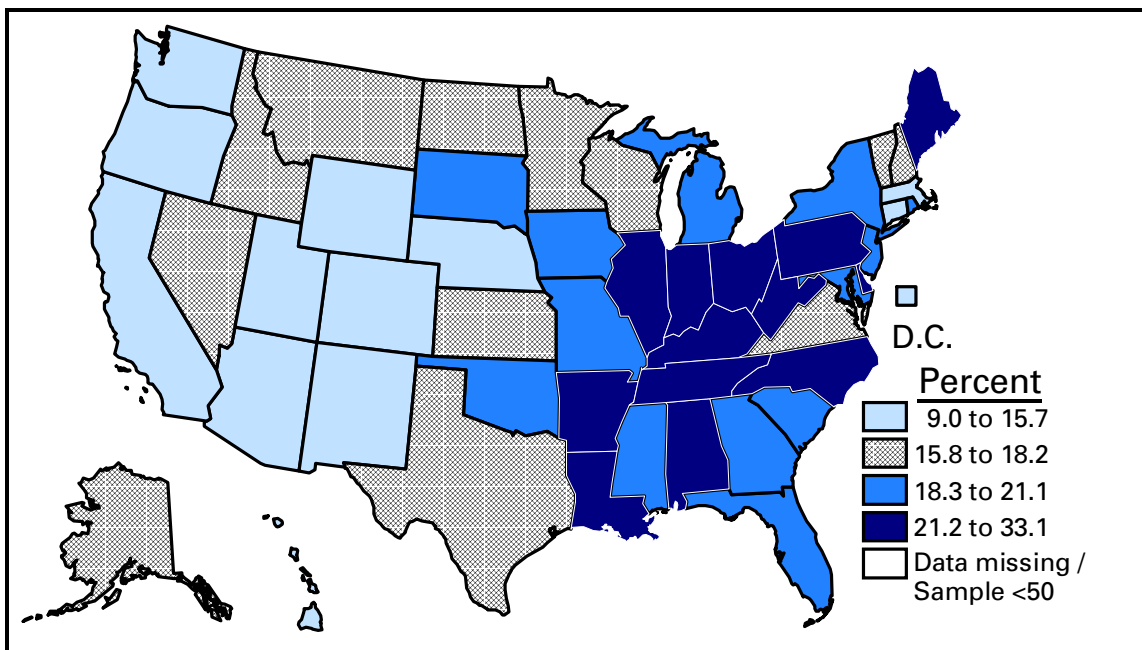 D.C.
Percent
9.0 to 15.7
15.8 to 18.2
18.3 to 21.1
21.2 to 33.1
Data missing /
Sample <50